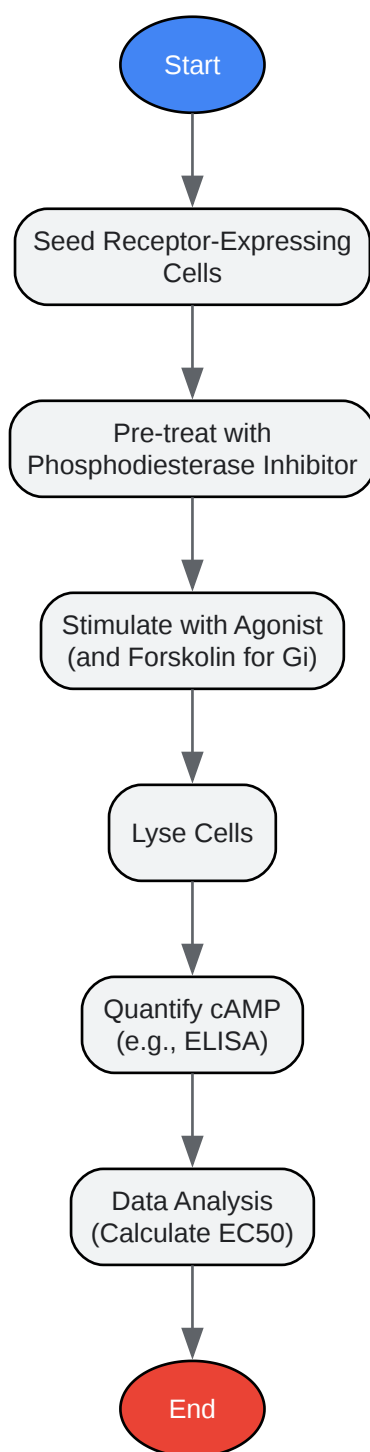 Start
Seed Receptor-Expressing
Cells
Pre-treat with
Phosphodiesterase Inhibitor
Stimulate with Agonist
(and Forskolin for Gi)
Lyse Cells
Quantify cAMP
(e.g., ELISA)
Data Analysis
(Calculate EC50)
End